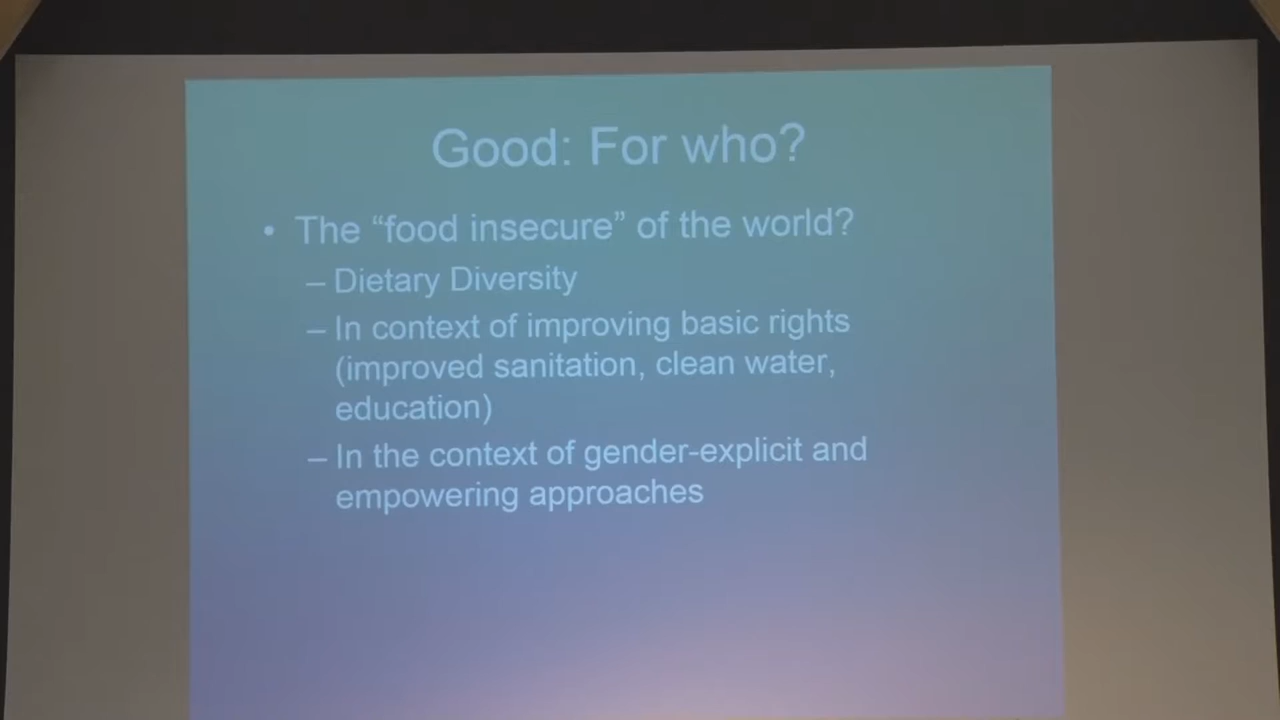 Good: For who?
• The “food insecure” of the world?
– Dietary Diversity
– In context of improving basic rights
(improved sanitation, clean water,
education)
– In the context of gender-explicit and
empowering approaches